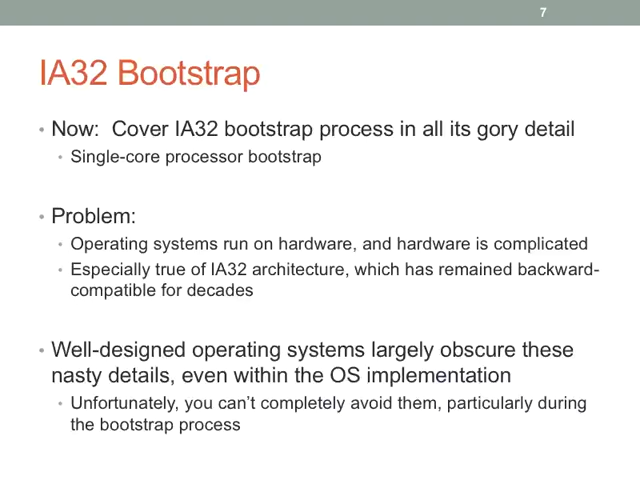 7
IA32 Bootstrap
• Now:  Cover IA32 bootstrap process in all its gory detail
• Single-core processor bootstrap
• Problem:
• Operating systems run on hardware, and hardware is complicated
• Especially true of IA32 architecture, which has remained backward-
compatible for decades
• Well-designed operating systems largely obscure these
nasty details, even within the OS implementation
• Unfortunately, you can’t completely avoid them, particularly during
the bootstrap process